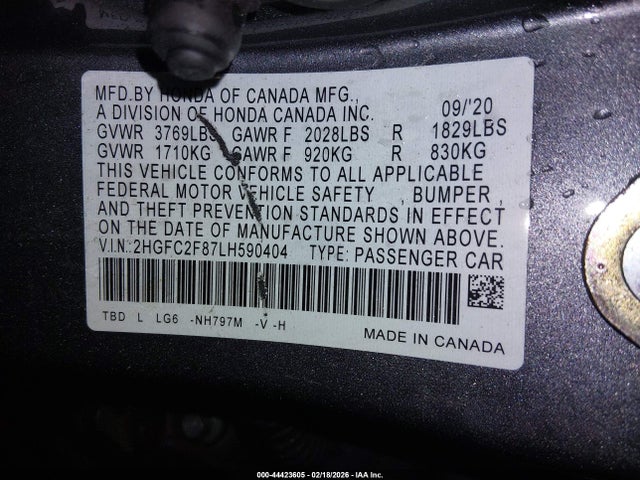 MFD.BY HONDA OF CANADA MFG.,
A DIVISION OF HONDA CANADA INC. 09/'20
GVWR 3769LBS GAWR F 2028LBS R 1829LBS
GVWR 1710KG GAWR F 920KG R 830KG
THIS VEHICLE CONFORMS TO ALL APPLICABLE
FEDERAL MOTOR VEHICLE SAFETY , BUMPER ,
AND THEFT PREVENTION STANDARDS IN EFFECT
ON THE DATE OF MANUFACTURE SHOWN ABOVE.
V.I.N.: 2HGFC2F87LH590404 TYPE: PASSENGER CAR
TBD L LG6 -NH797M -V -H
MADE IN CANADA
000-44423605 - 02/18/2026 - IAA Inc.